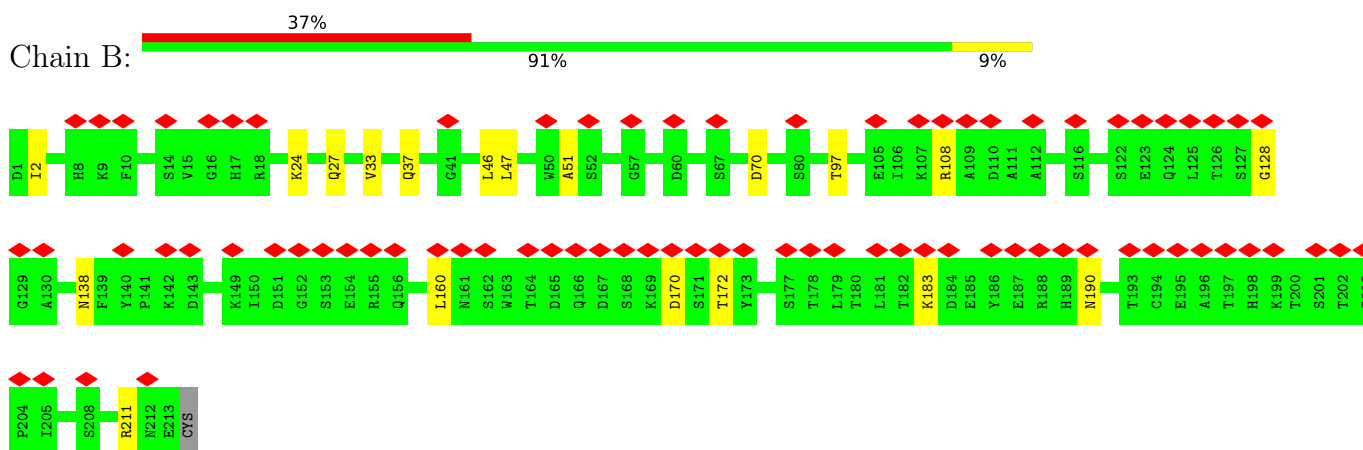 37%
Chain B:
91% 9%
D1 I2 H8 K9 F10 S14 V15 G16 H17 R18 K24 Q27 V33 Q37 G41 L46 L47 W50 A51 S52 G57 D60 S67 D70 S80 T97 E105 I106 K107 R108 A109 D110 A111 A112 S116 S122 E123 Q124 L125 T126 S127 G128
G129 A130 N138 F139 Y140 P141 K142 D143 K149 I150 D151 G152 S153 E154 R155 Q156 L160 N161 S162 W163 T164 D165 Q166 D167 S168 K169 D170 S171 T172 Y173 S177 T178 L179 T180 L181 T182 K183 D184 E185 Y186 E187 R188 H189 N190 T193 C194 E195 A196 T197 H198 K199 T200 S201 T202
P204 I205 S208 R211 N212 E213 CYS